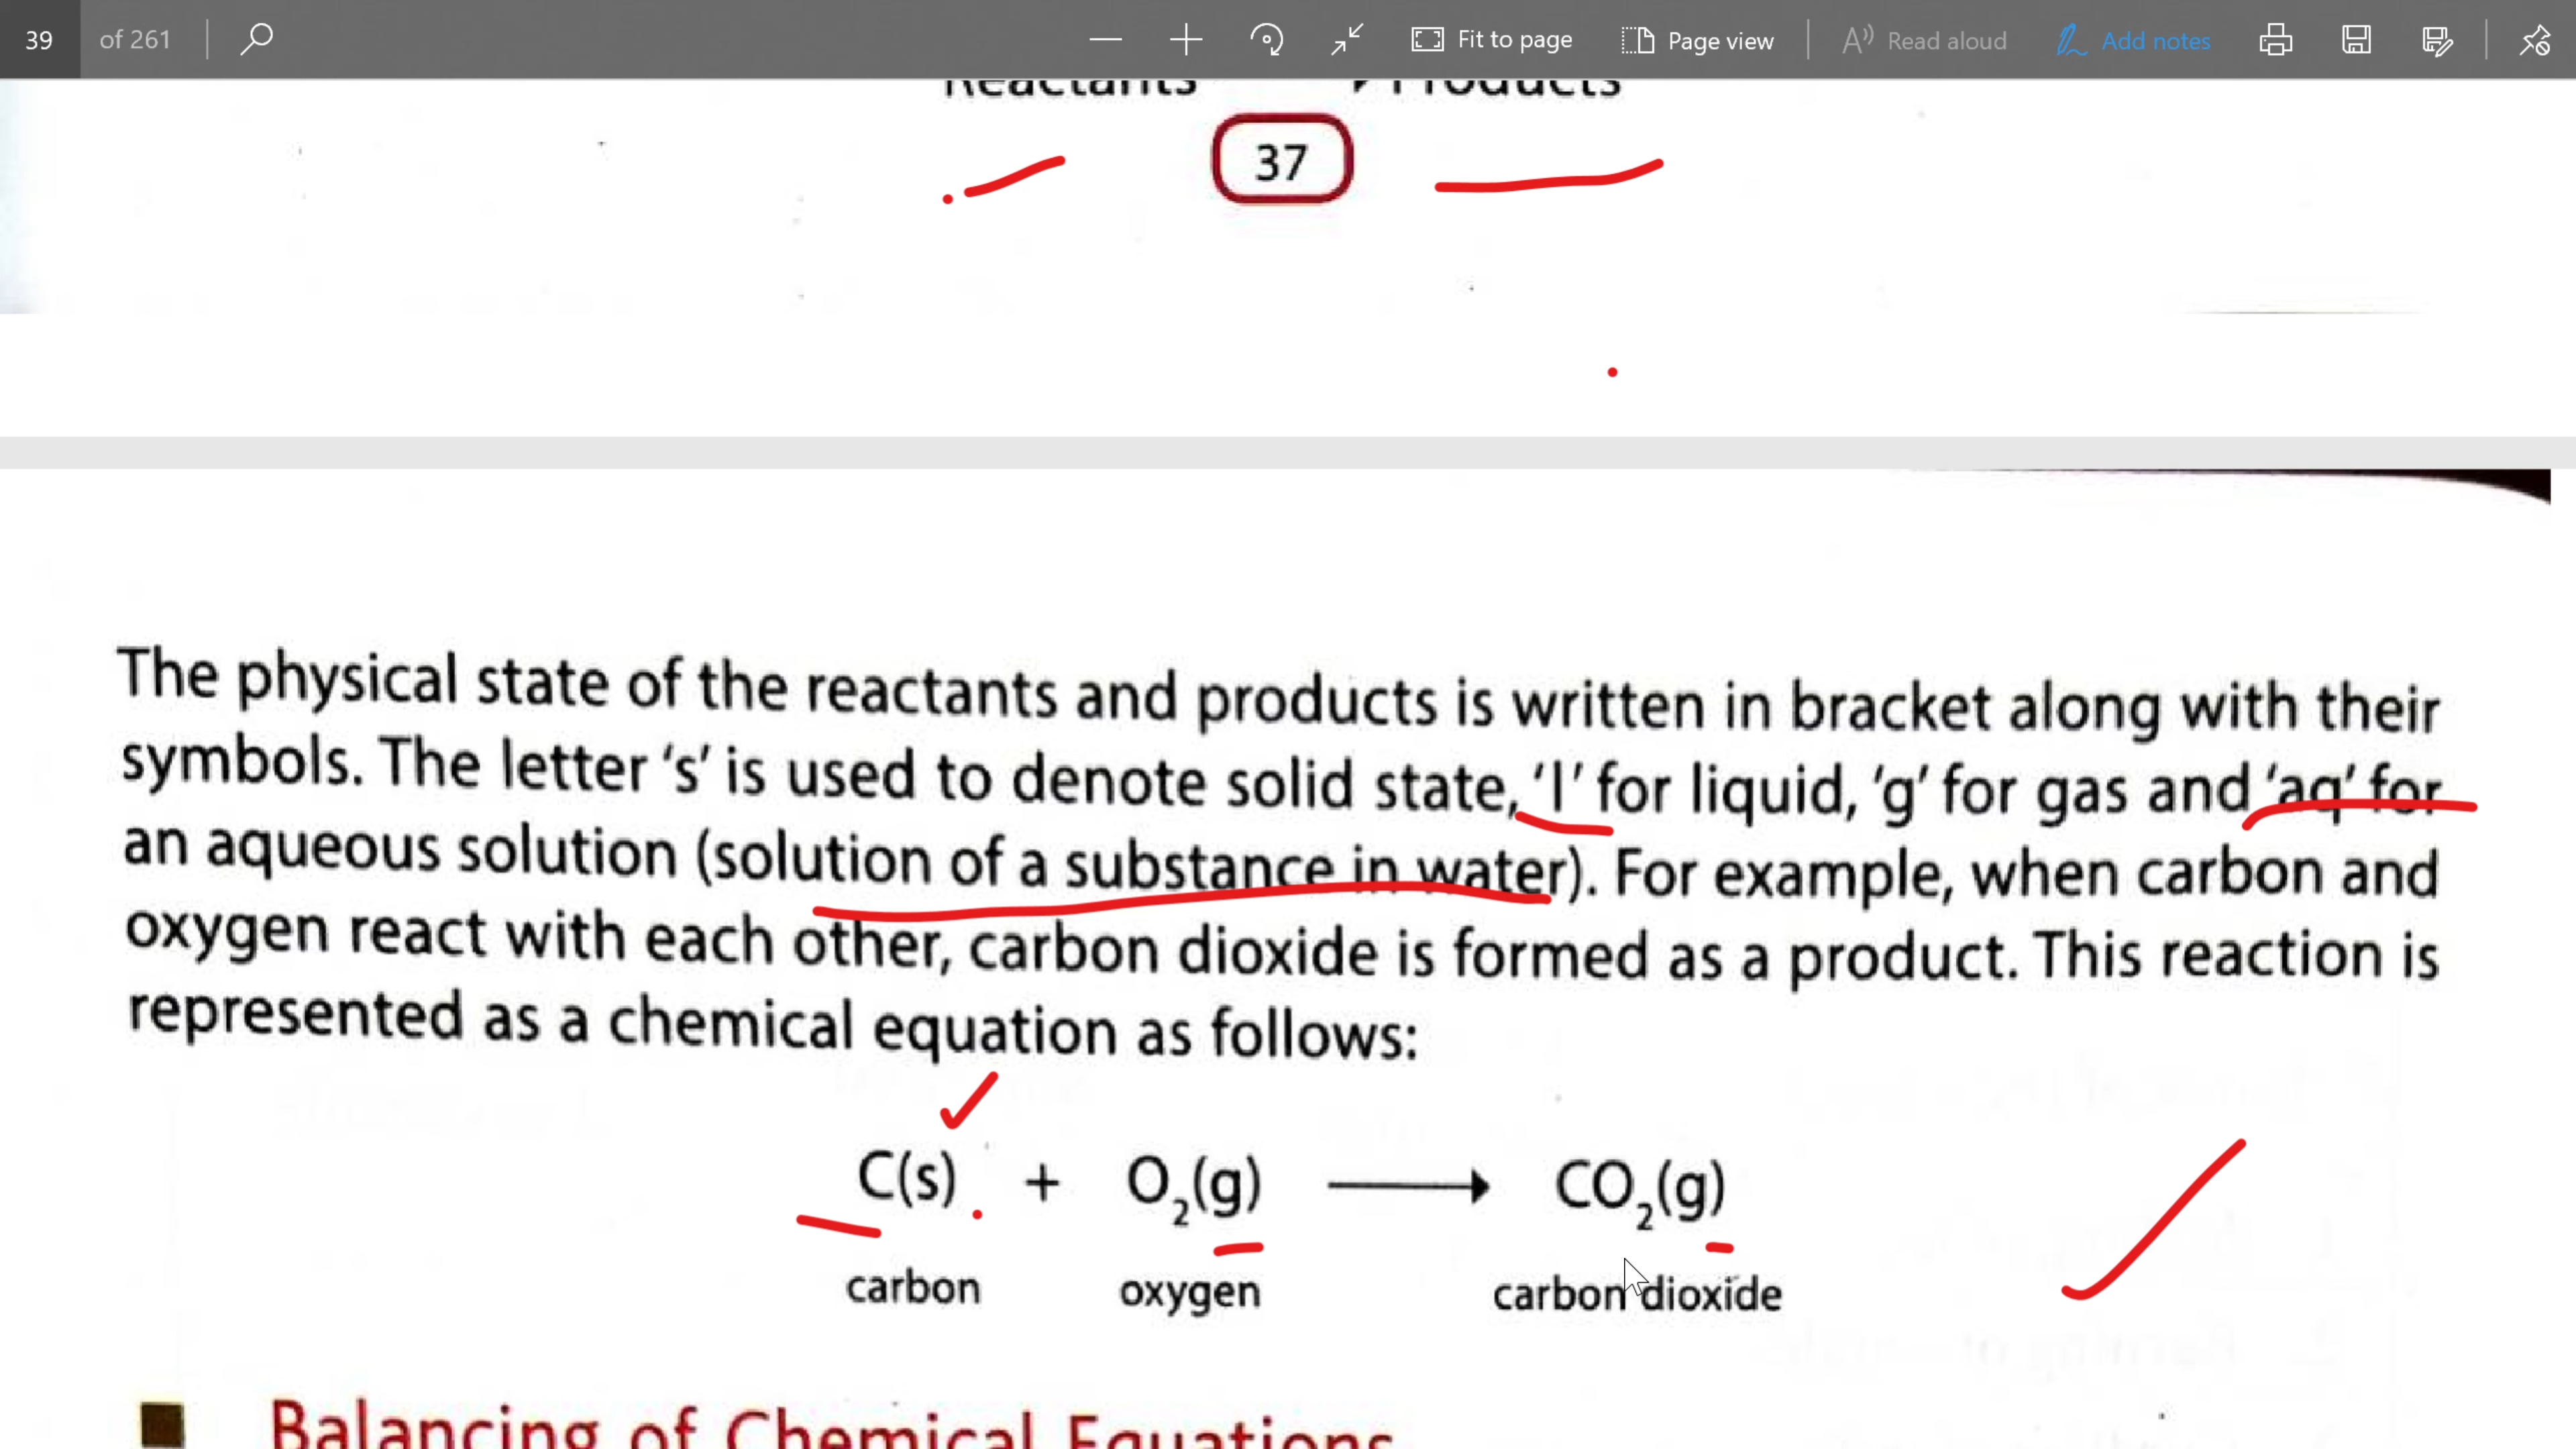 39 of 261 Fit to page Page view Read aloud Add notes
Reactants Products
37
The physical state of the reactants and products is written in bracket along with their
symbols. The letter ‘s’ is used to denote solid state, ‘l’ for liquid, ‘g’ for gas and ‘aq’ for
an aqueous solution (solution of a substance in water). For example, when carbon and
oxygen react with each other, carbon dioxide is formed as a product. This reaction is
represented as a chemical equation as follows:
C(s) + O₂(g) ⟶ CO₂(g)
carbon oxygen carbon dioxide
■ Balancing of Chemical Equations